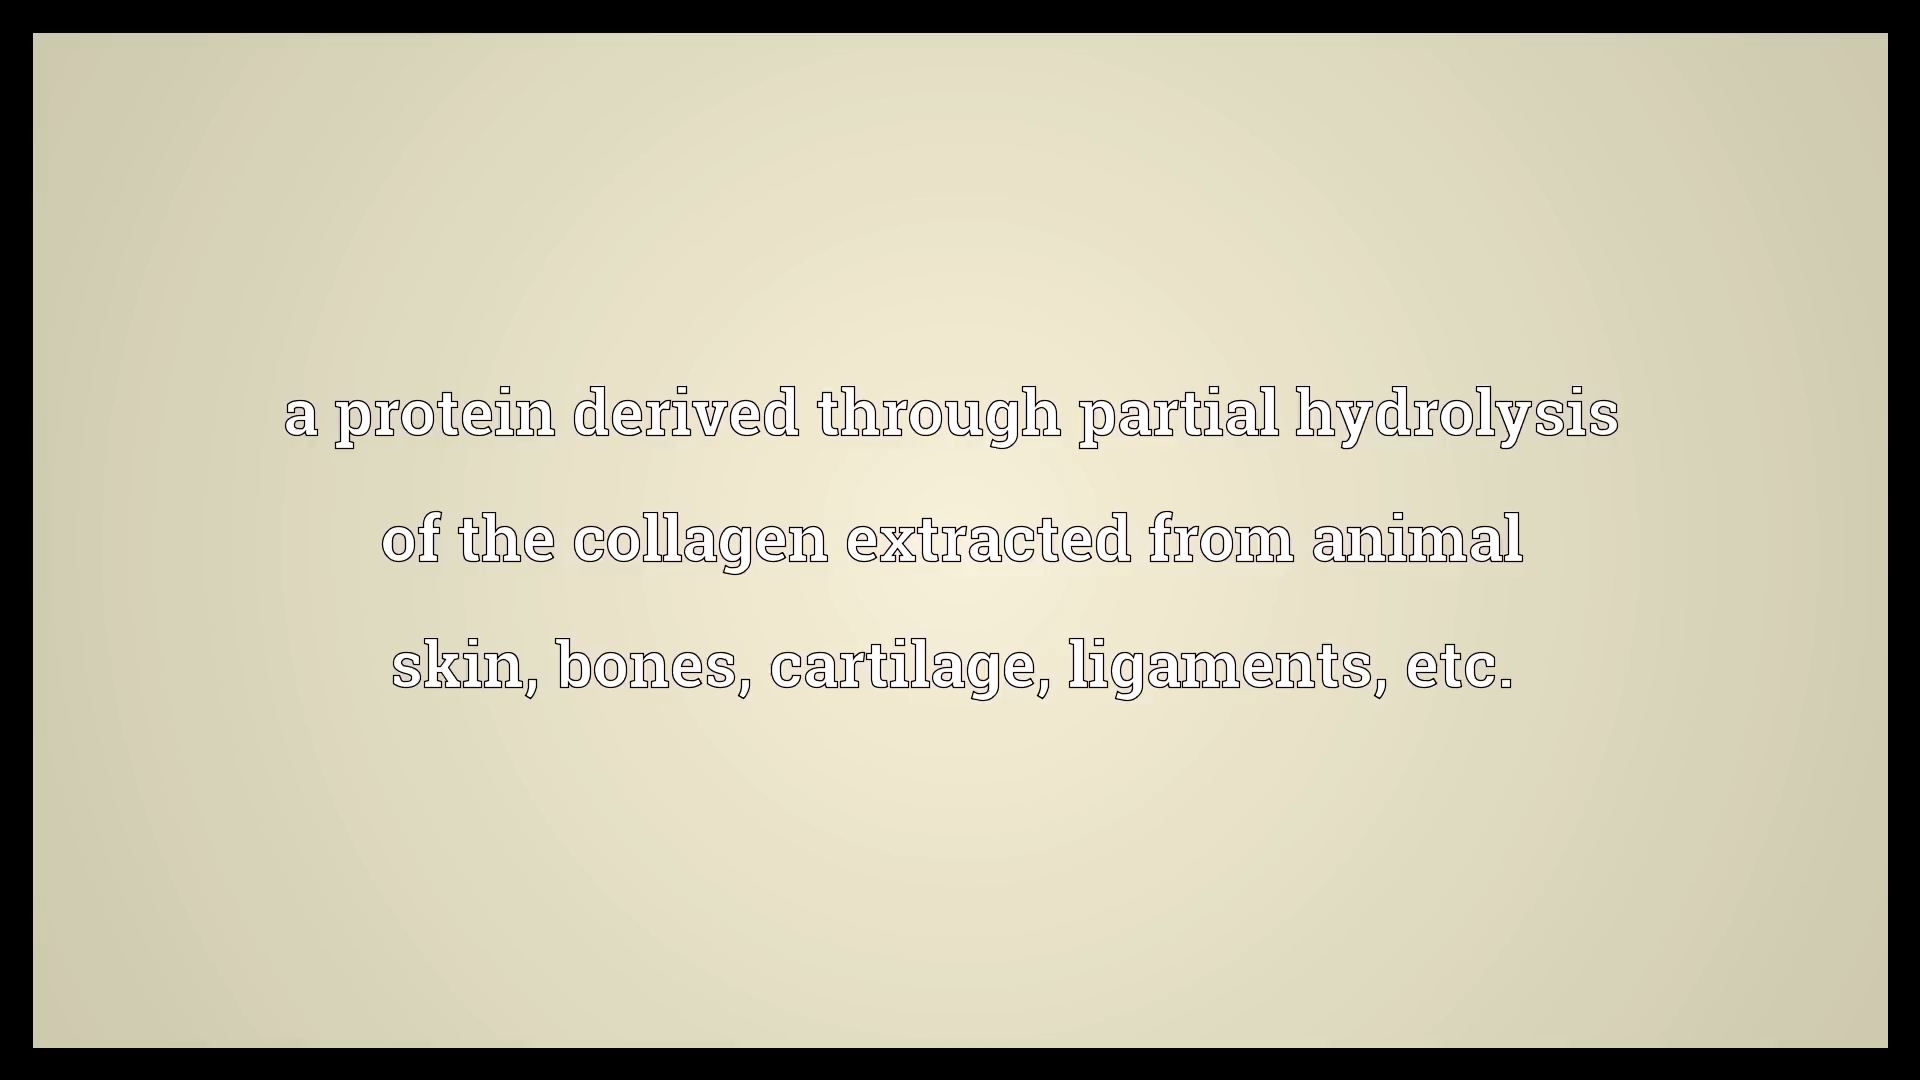 a protein derived through partial hydrolysis
of the collagen extracted from animal
skin, bones, cartilage, ligaments, etc.